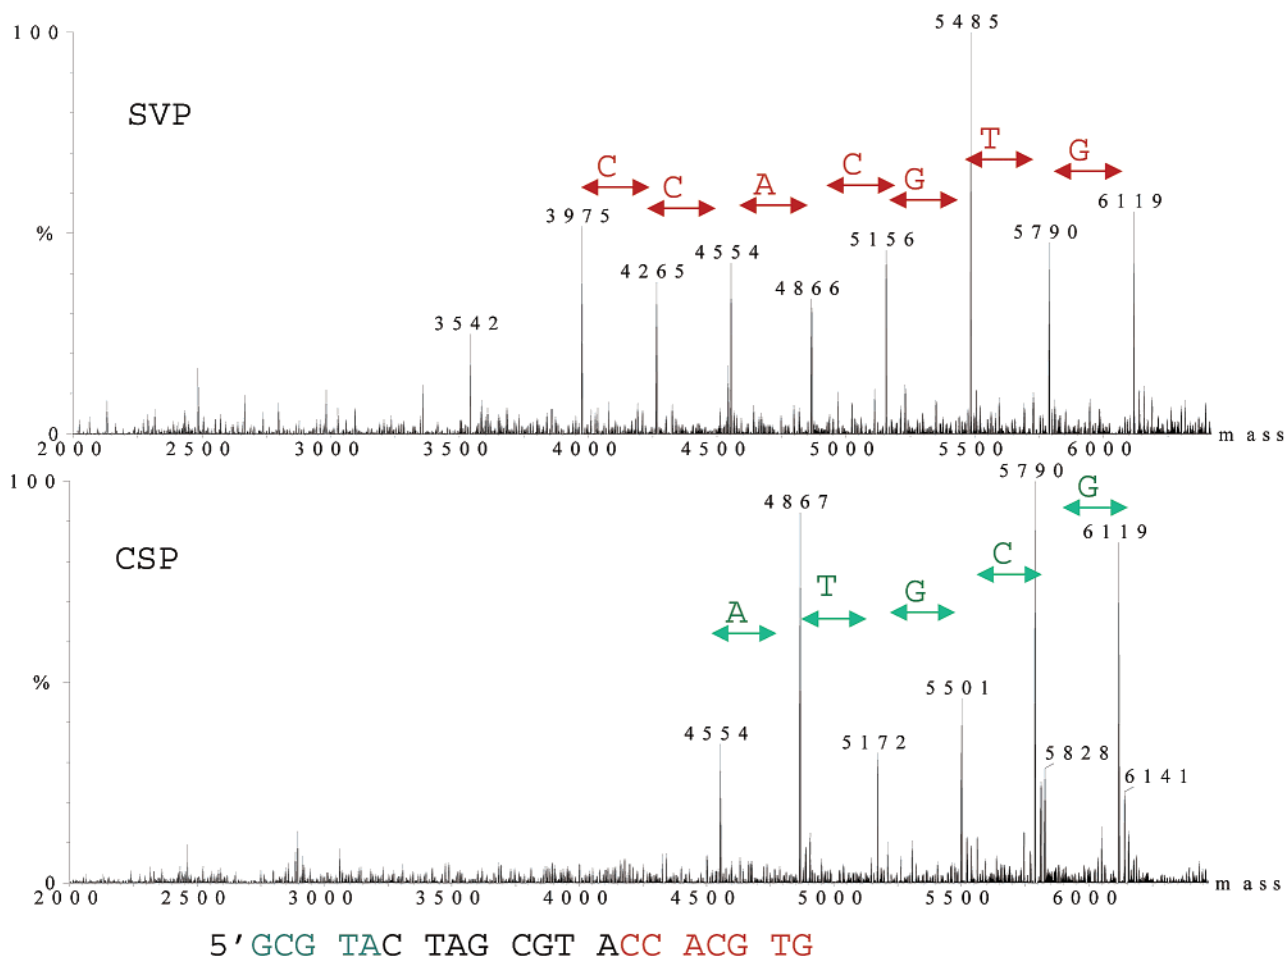 5485
100
SVP
T
G
C
C
C
A
G
6119
3975
%
5790
5156
4554
4265
4866
3542
0
mass
2000 2500 3000 3500 4000 4500 5000 5500 6000
5790
100
G
4867
6119
CSP
C
T
G
A
%
5501
4554
5172
5828
6141
0
mass
2000 2500 3000 3500 4000 4500 5000 5500 6000
5'GCG TAC TAG CGT ACC ACG TG